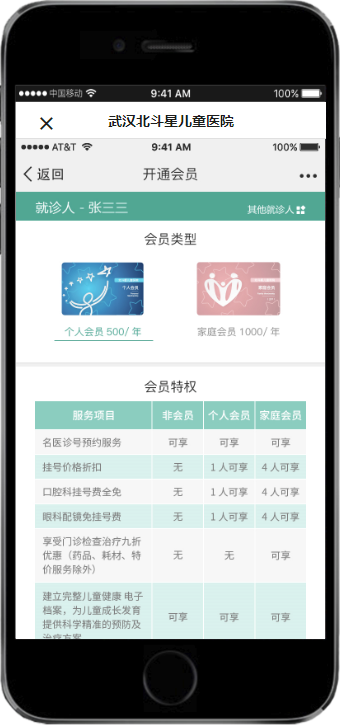 中国移动 9:41 AM 100%
武汉北斗星儿童医院
AT&T 9:41 AM 100%
返回 开通会员
就诊人 - 张三三 其他就诊人
会员类型
个人会员
家庭会员
个人会员 500/ 年 家庭会员 1000/ 年
会员特权
服务项目 非会员 个人会员 家庭会员
名医诊号预约服务 可享 可享 可享
挂号价格折扣 无 1 人可享 4 人可享
口腔科挂号费全免 无 1 人可享 4 人可享
眼科配镜免挂号费 无 1 人可享 4 人可享
享受门诊检查治疗九折
优惠（药品、耗材、特 无 无 可享
价服务除外）
建立完整儿童健康 电子
档案，为儿童成长发育 可享 可享 可享
提供科学精准的预防及
治疗方案